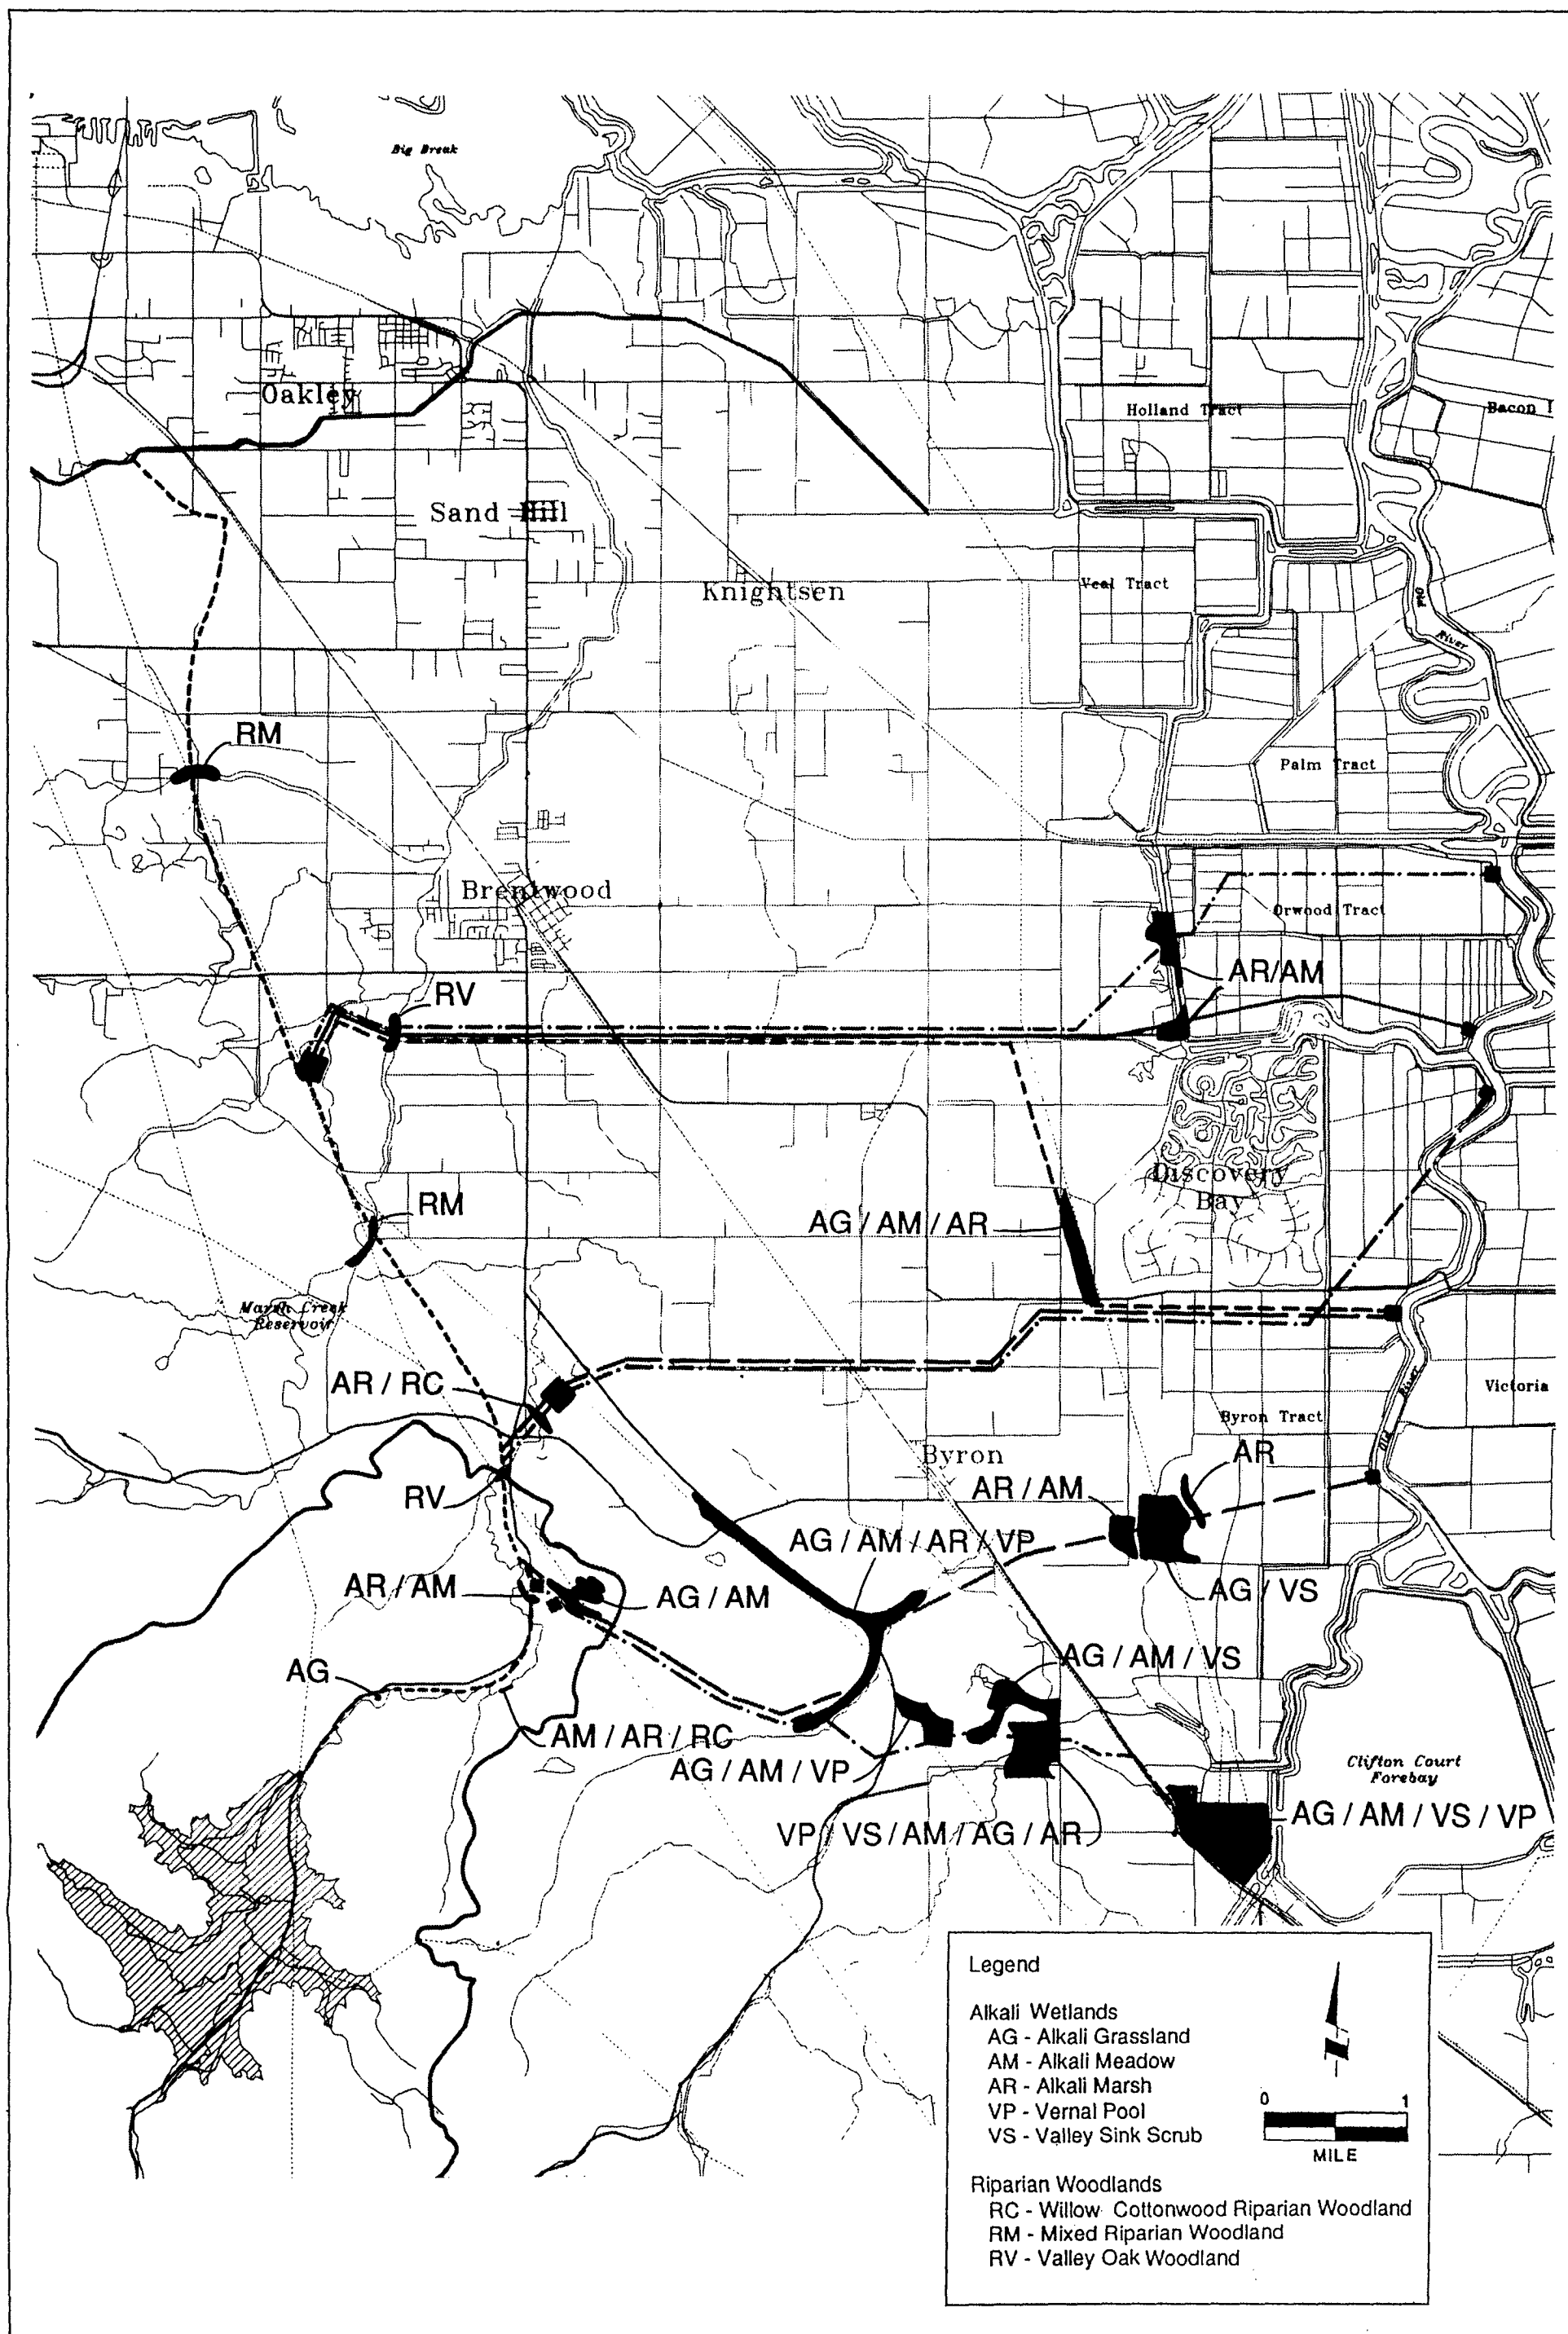 Big Break
Oakley
Holland Tract
Bacon
Sand Hill
Knightsen
Veal Tract
Old
River
RM
Palm Tract
Brentwood
Orwood Tract
AR/AM
RV
Discovery
Bay
RM
AG / AM / AR
Marsh Creek
Reservoir
AR / RC
Victoria
River
Old
Byron Tract
Byron
AR
AR / AM
RV
AG / AM / AR / VP
AG / VS
AR / AM
AG / AM
AG / AM / VS
AG
AM / AR / RC
AG / AM / VP
Clifton Court
Forebay
AG / AM / VS / VP
VP / VS / AM / AG / AR
Legend
Alkali Wetlands
AG - Alkali Grassland
AM - Alkali Meadow
AR - Alkali Marsh
VP - Vernal Pool
VS - Valley Sink Scrub
N
0 1
MILE
Riparian Woodlands
RC - Willow Cottonwood Riparian Woodland
RM - Mixed Riparian Woodland
RV - Valley Oak Woodland